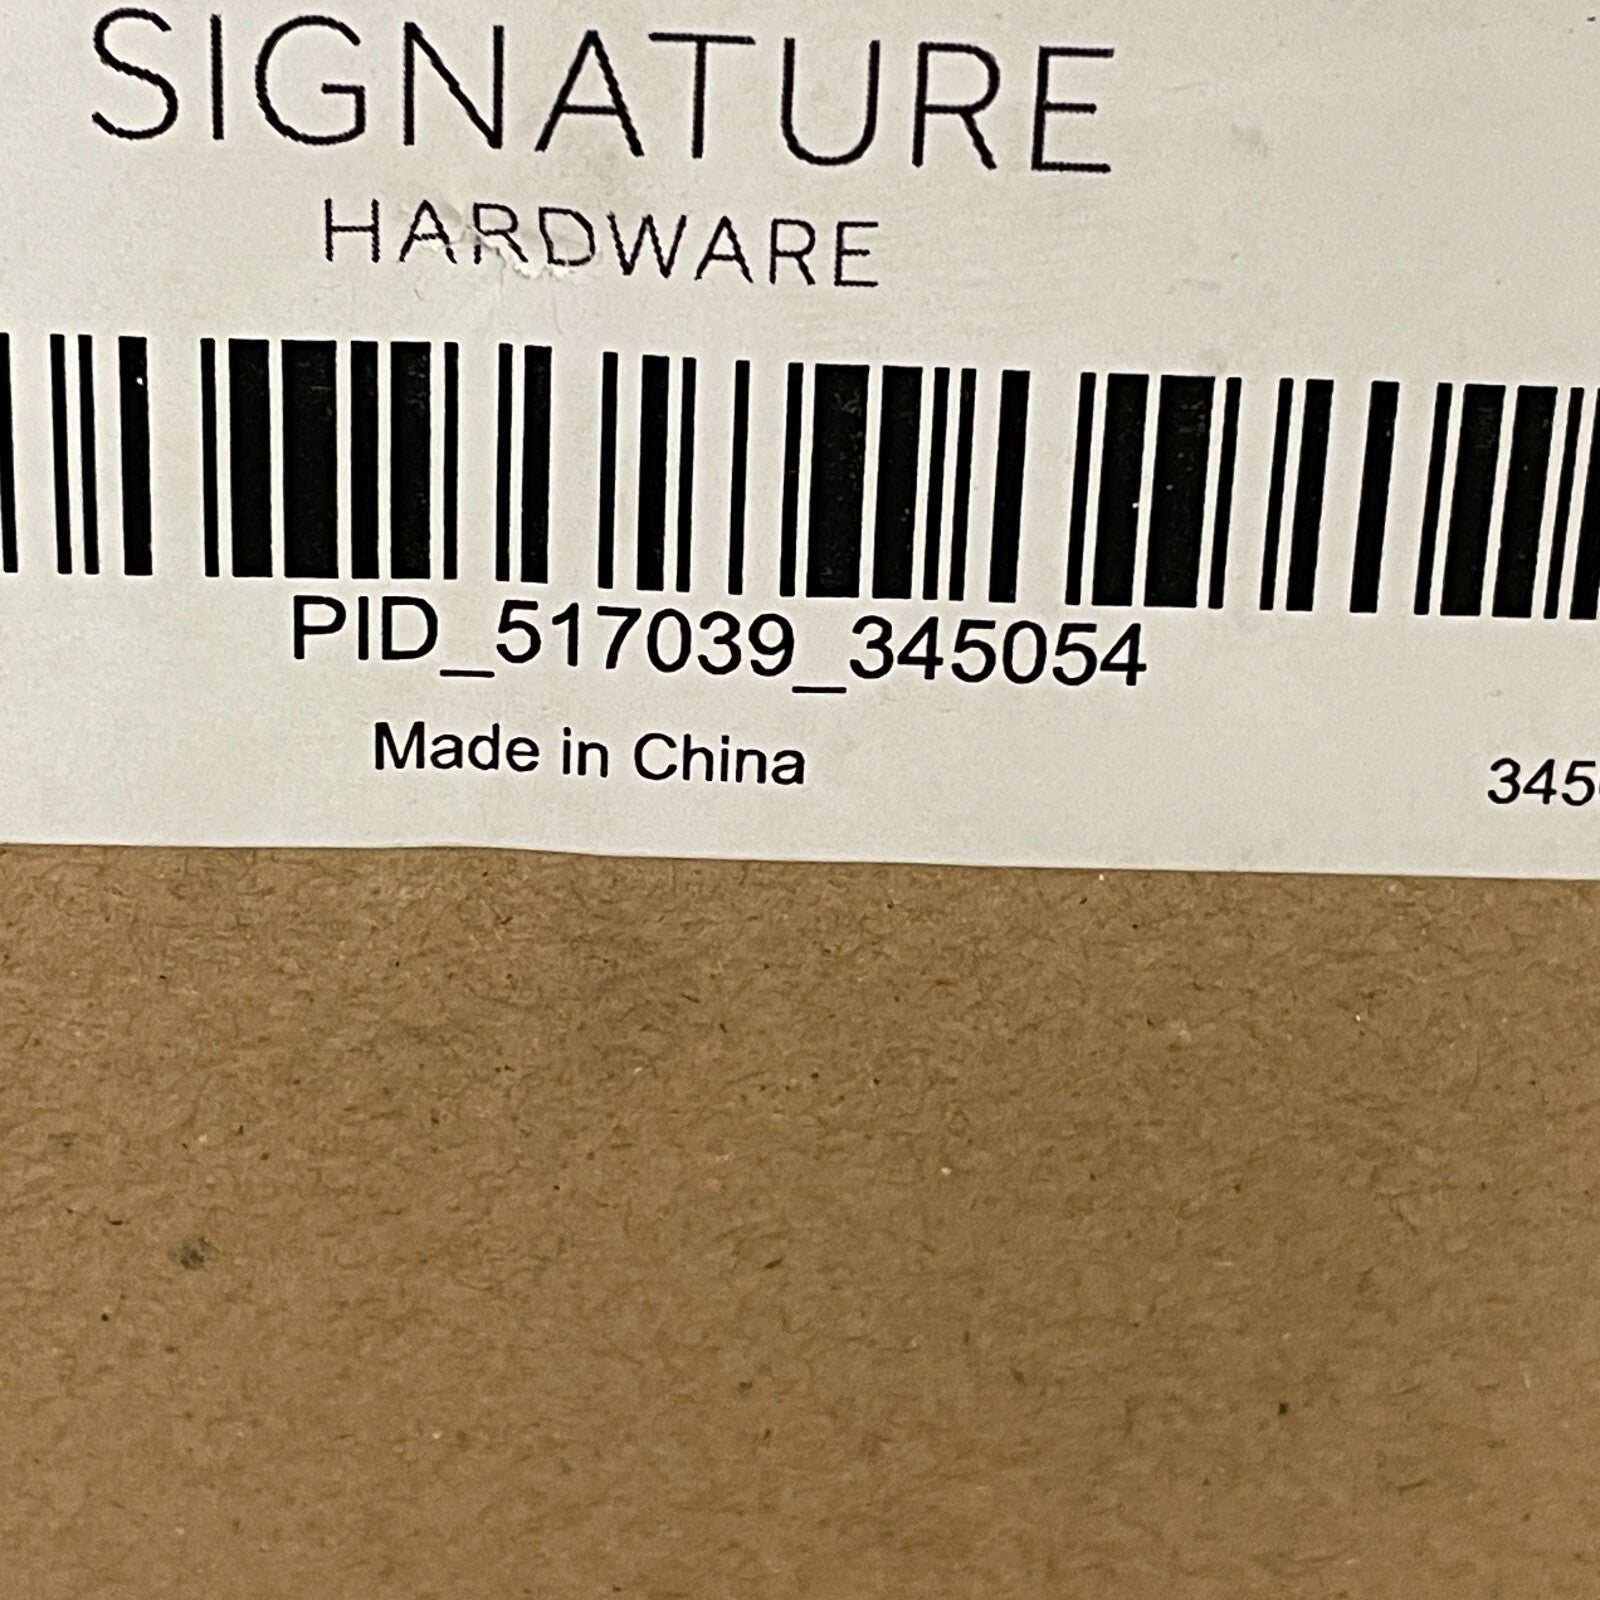 SIGNATURE
HARDWARE
PID_517039_345054
Made in China